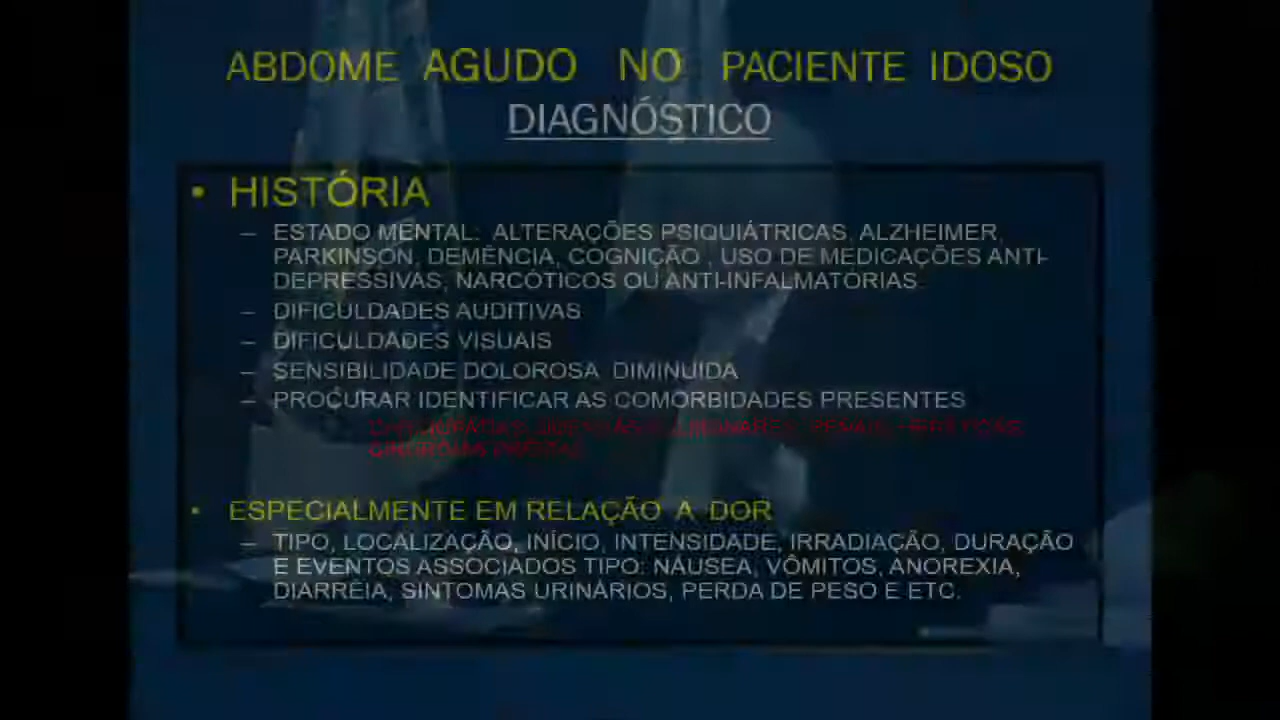 ABDOME AGUDO NO PACIENTE IDOSO
DIAGNÓSTICO
• HISTÓRIA
– ESTADO MENTAL: ALTERAÇÕES PSIQUIÁTRICAS, ALZHEIMER,
PARKINSON, DEMÊNCIA, COGNIÇÃO , USO DE MEDICAÇÕES ANTI-
DEPRESSIVAS, NARCÓTICOS OU ANTI-INFALMATÓRIAS.
– DIFICULDADES AUDITIVAS
– DIFICULDADES VISUAIS
– SENSIBILIDADE DOLOROSA DIMINUIDA
– PROCURAR IDENTIFICAR AS COMORBIDADES PRESENTES
• ESPECIALMENTE EM RELAÇÃO A DOR
– TIPO, LOCALIZAÇÃO, INÍCIO, INTENSIDADE, IRRADIAÇÃO, DURAÇÃO
E EVENTOS ASSOCIADOS TIPO: NÁUSEA, VÔMITOS, ANOREXIA,
DIARRÉIA, SINTOMAS URINÁRIOS, PERDA DE PESO E ETC.